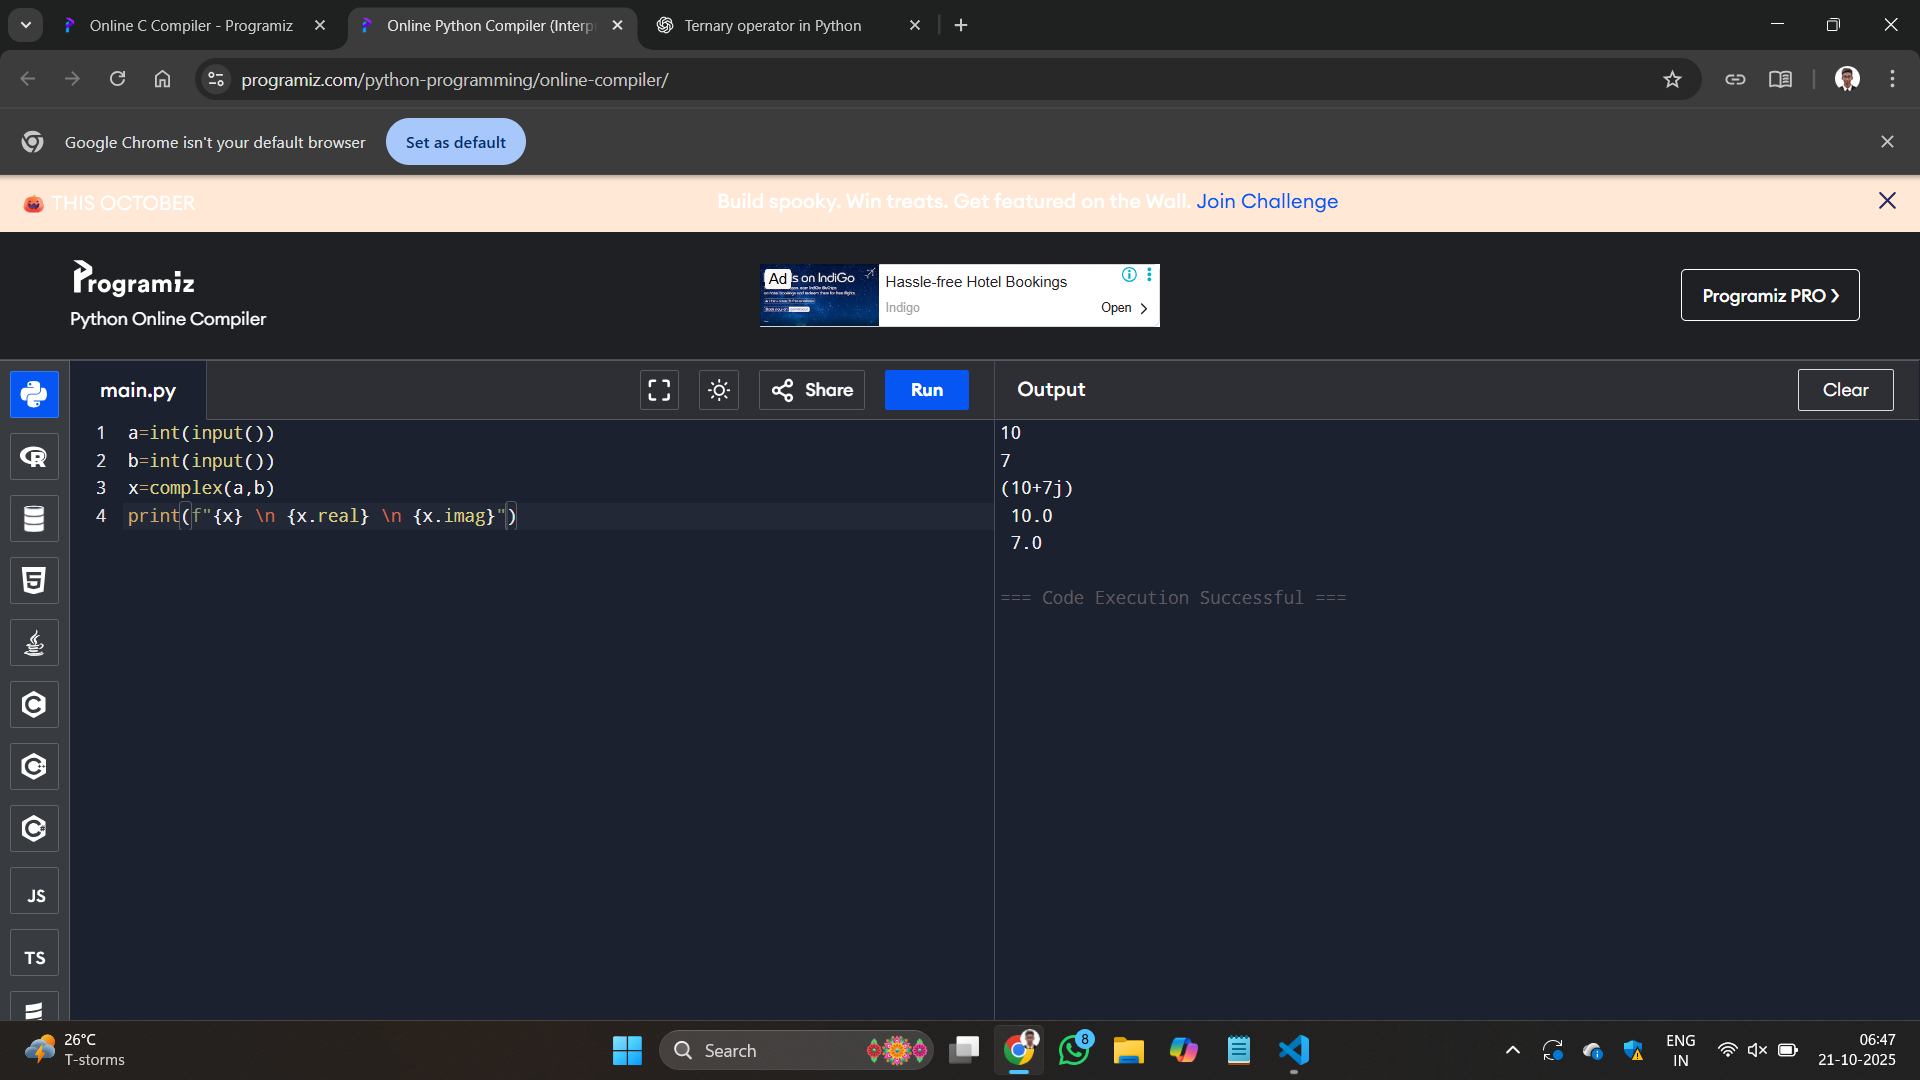 Online C Compiler - Programiz
Online Python Compiler (Interp
Ternary operator in Python
programiz.com/python-programming/online-compiler/
Google Chrome isn't your default browser
Set as default
THIS OCTOBER
Build spooky. Win treats. Get featured on the Wall. Join Challenge
Programiz
Python Online Compiler
Ad
s on IndiGo
Hassle-free Hotel Bookings
Indigo
Open
Programiz PRO
main.py
Share
Run
Output
Clear
1 a=int(input())
2 b=int(input())
3 x=complex(a,b)
4 print(f"{x} \n {x.real} \n {x.imag}")
10
7
(10+7j)
10.0
7.0
=== Code Execution Successful ===
R
5
C
C
C
JS
TS
26°C
T-storms
Search
8
ENG
IN
06:47
21-10-2025